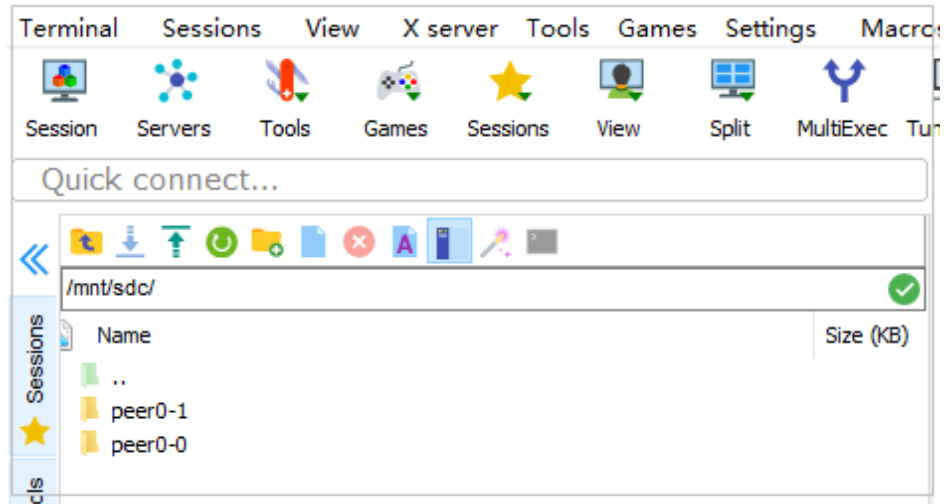 Terminal Sessions View X server Tools Games Settings Macros
Session Servers Tools Games Sessions View Split MultiExec
Quick connect...
/mnt/sdc/
Name Size (KB)
..
peer0-1
peer0-0
Sessions